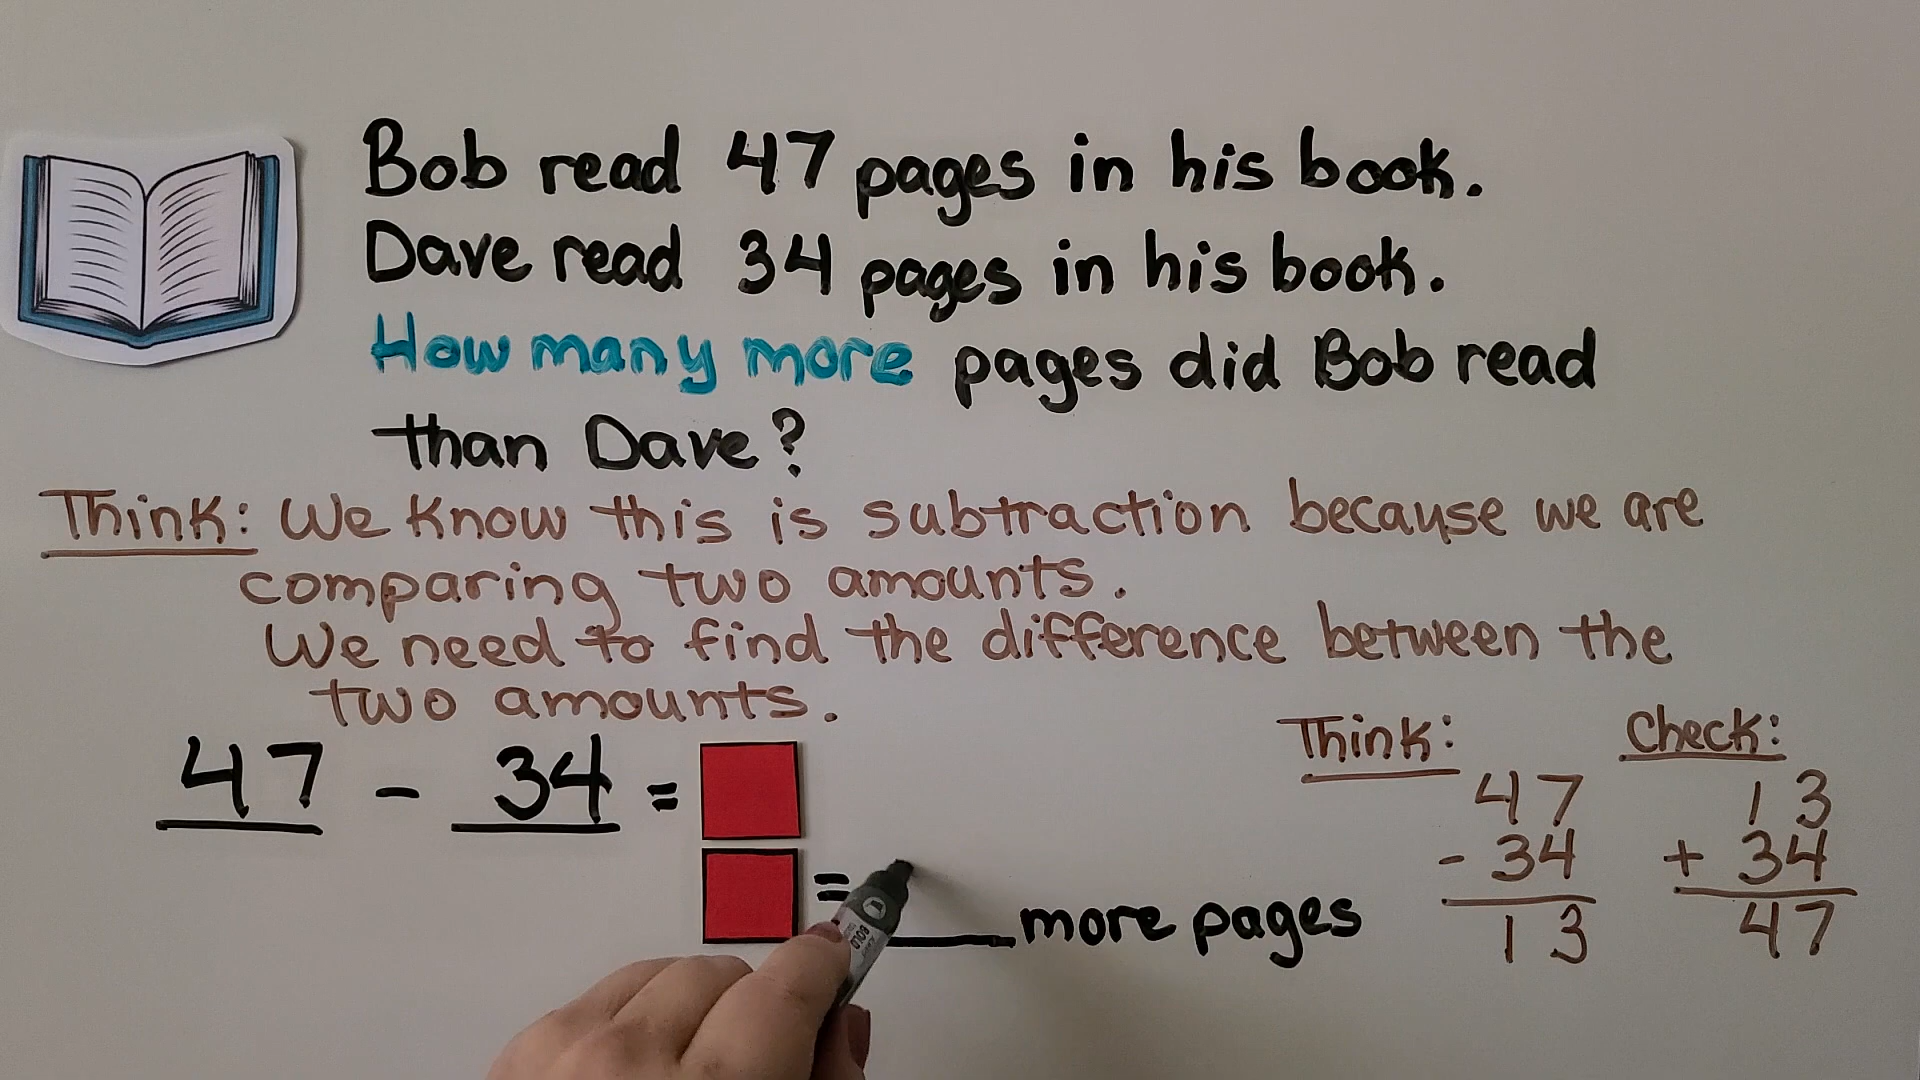 Bob read 47 pages in his book.
Dave read 34 pages in his book.
How many more pages did Bob read
than Dave?
Think: We know this is subtraction because we are
comparing two amounts.
We need to find the difference between the
two amounts.
47 - 34 =
= ___ more pages
Think:
47
- 34
13
Check:
13
+ 34
47
BOLD